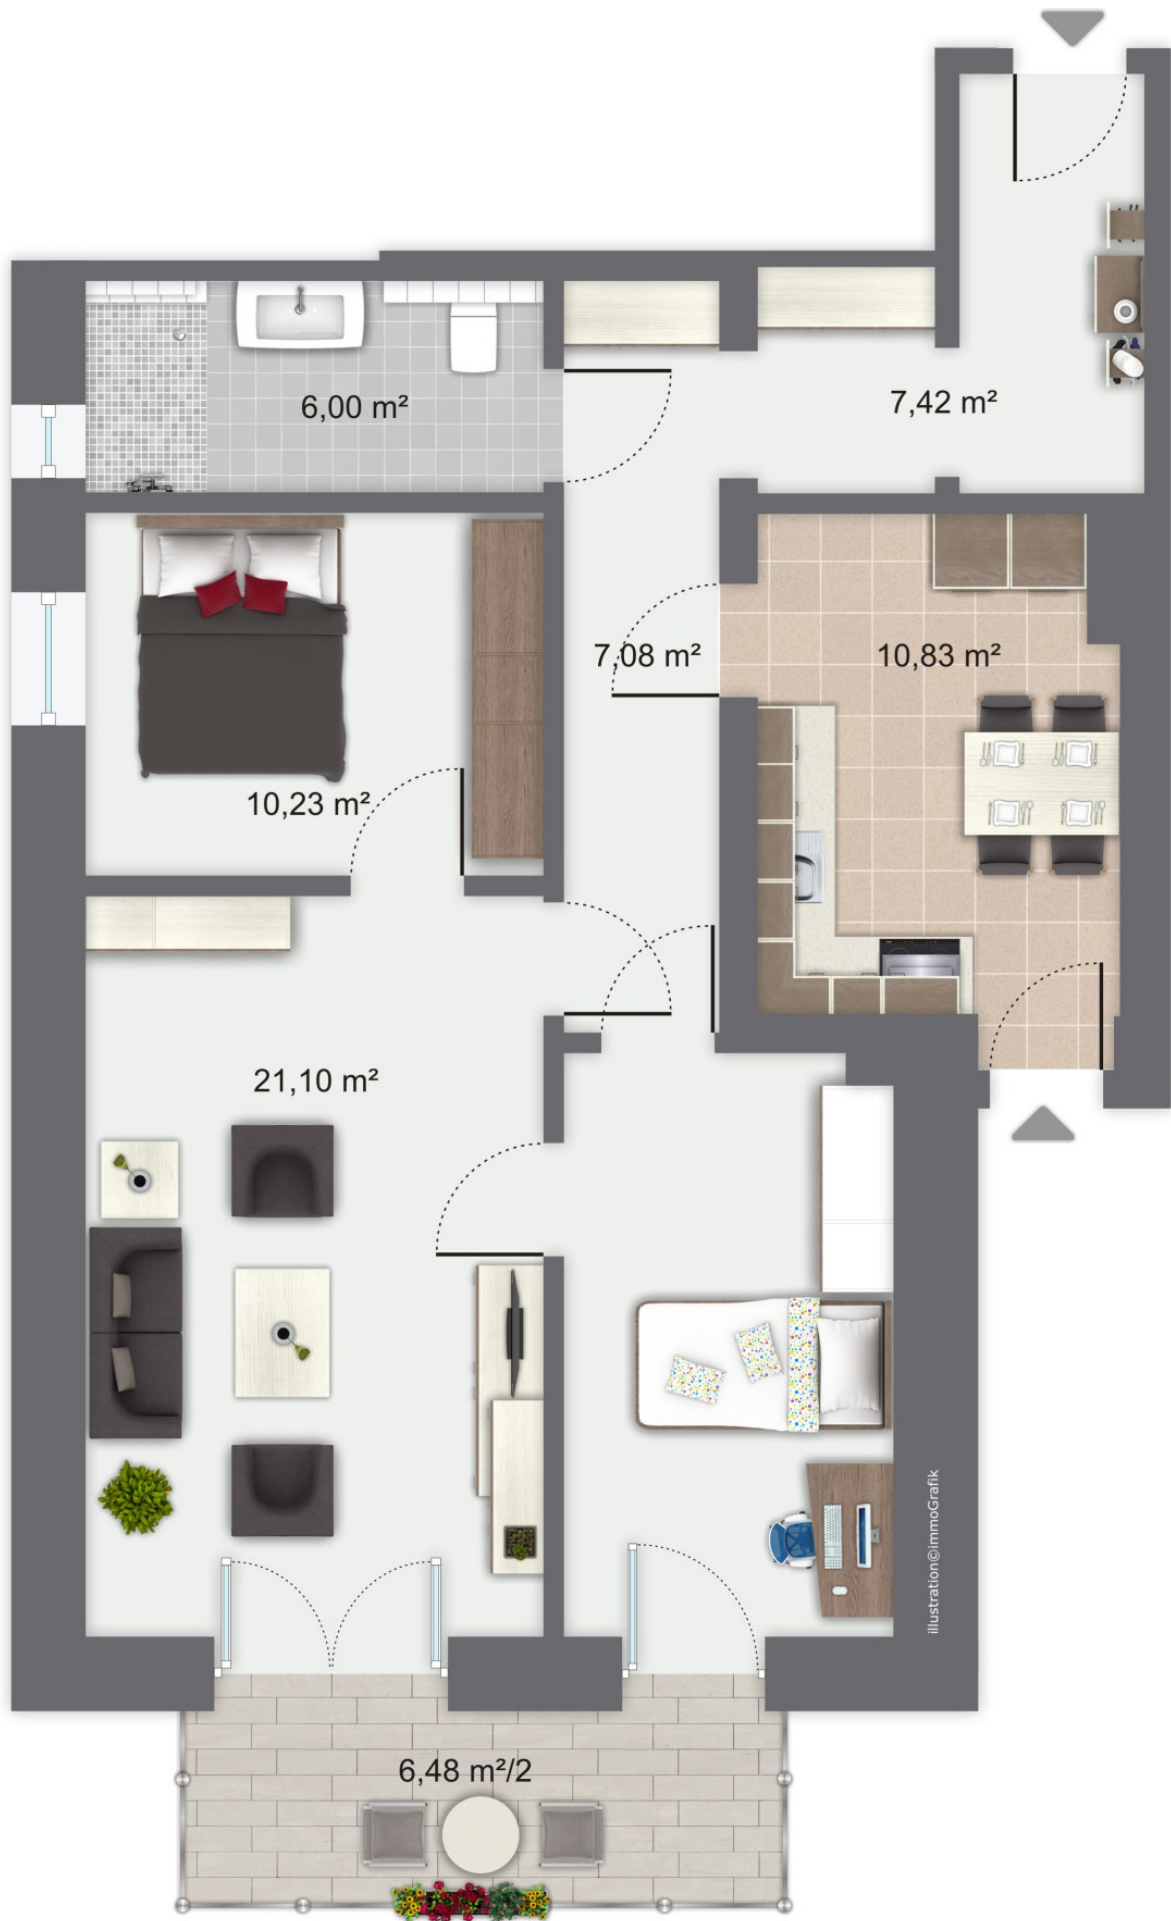 6,00 m²
7,42 m²
7,08 m²
10,83 m²
10,23 m²
21,10 m²
illustration©immoGrafik
6,48 m²/2